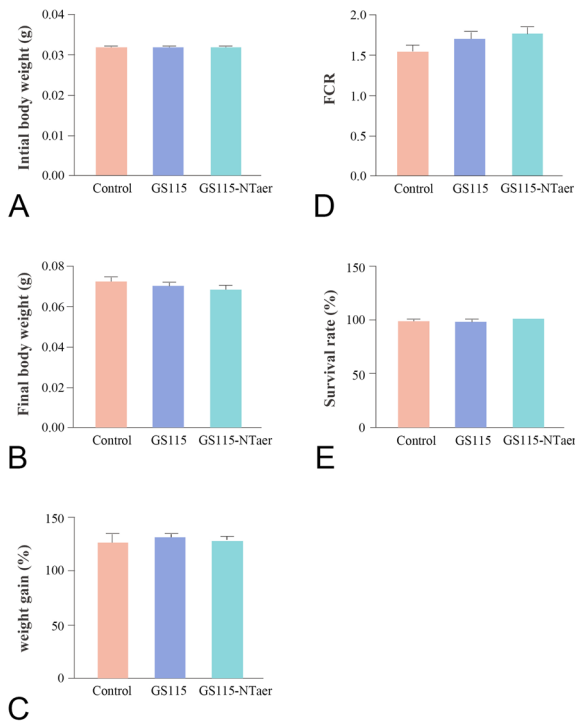 Intial body weight (g)
0.04
0.03
0.02
0.01
0.00
Control GS115 GS115-NTaer
A
FCR
2.0
1.5
1.0
0.5
0.0
Control GS115 GS115-NTaer
D
Final body weight (g)
0.08
0.06
0.04
0.02
0.00
Control GS115 GS115-NTaer
B
Survival rate (%)
150
100
50
0
Control GS115 GS115-NTaer
E
weight gain (%)
150
100
50
0
Control GS115 GS115-NTaer
C